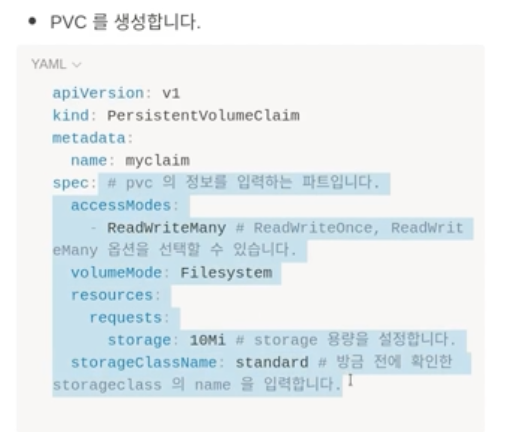 • PVC 를 생성합니다.
YAML
apiVersion: v1
kind: PersistentVolumeClaim
metadata:
  name: myclaim
spec: # pvc 의 정보를 입력하는 파트입니다.
  accessModes:
    - ReadWriteMany # ReadWriteOnce, ReadWrit
eMany 옵션을 선택할 수 있습니다.
  volumeMode: Filesystem
  resources:
    requests:
      storage: 10Mi # storage 용량을 설정합니다.
  storageClassName: standard # 방금 전에 확인한
storageclass 의 name 을 입력합니다.